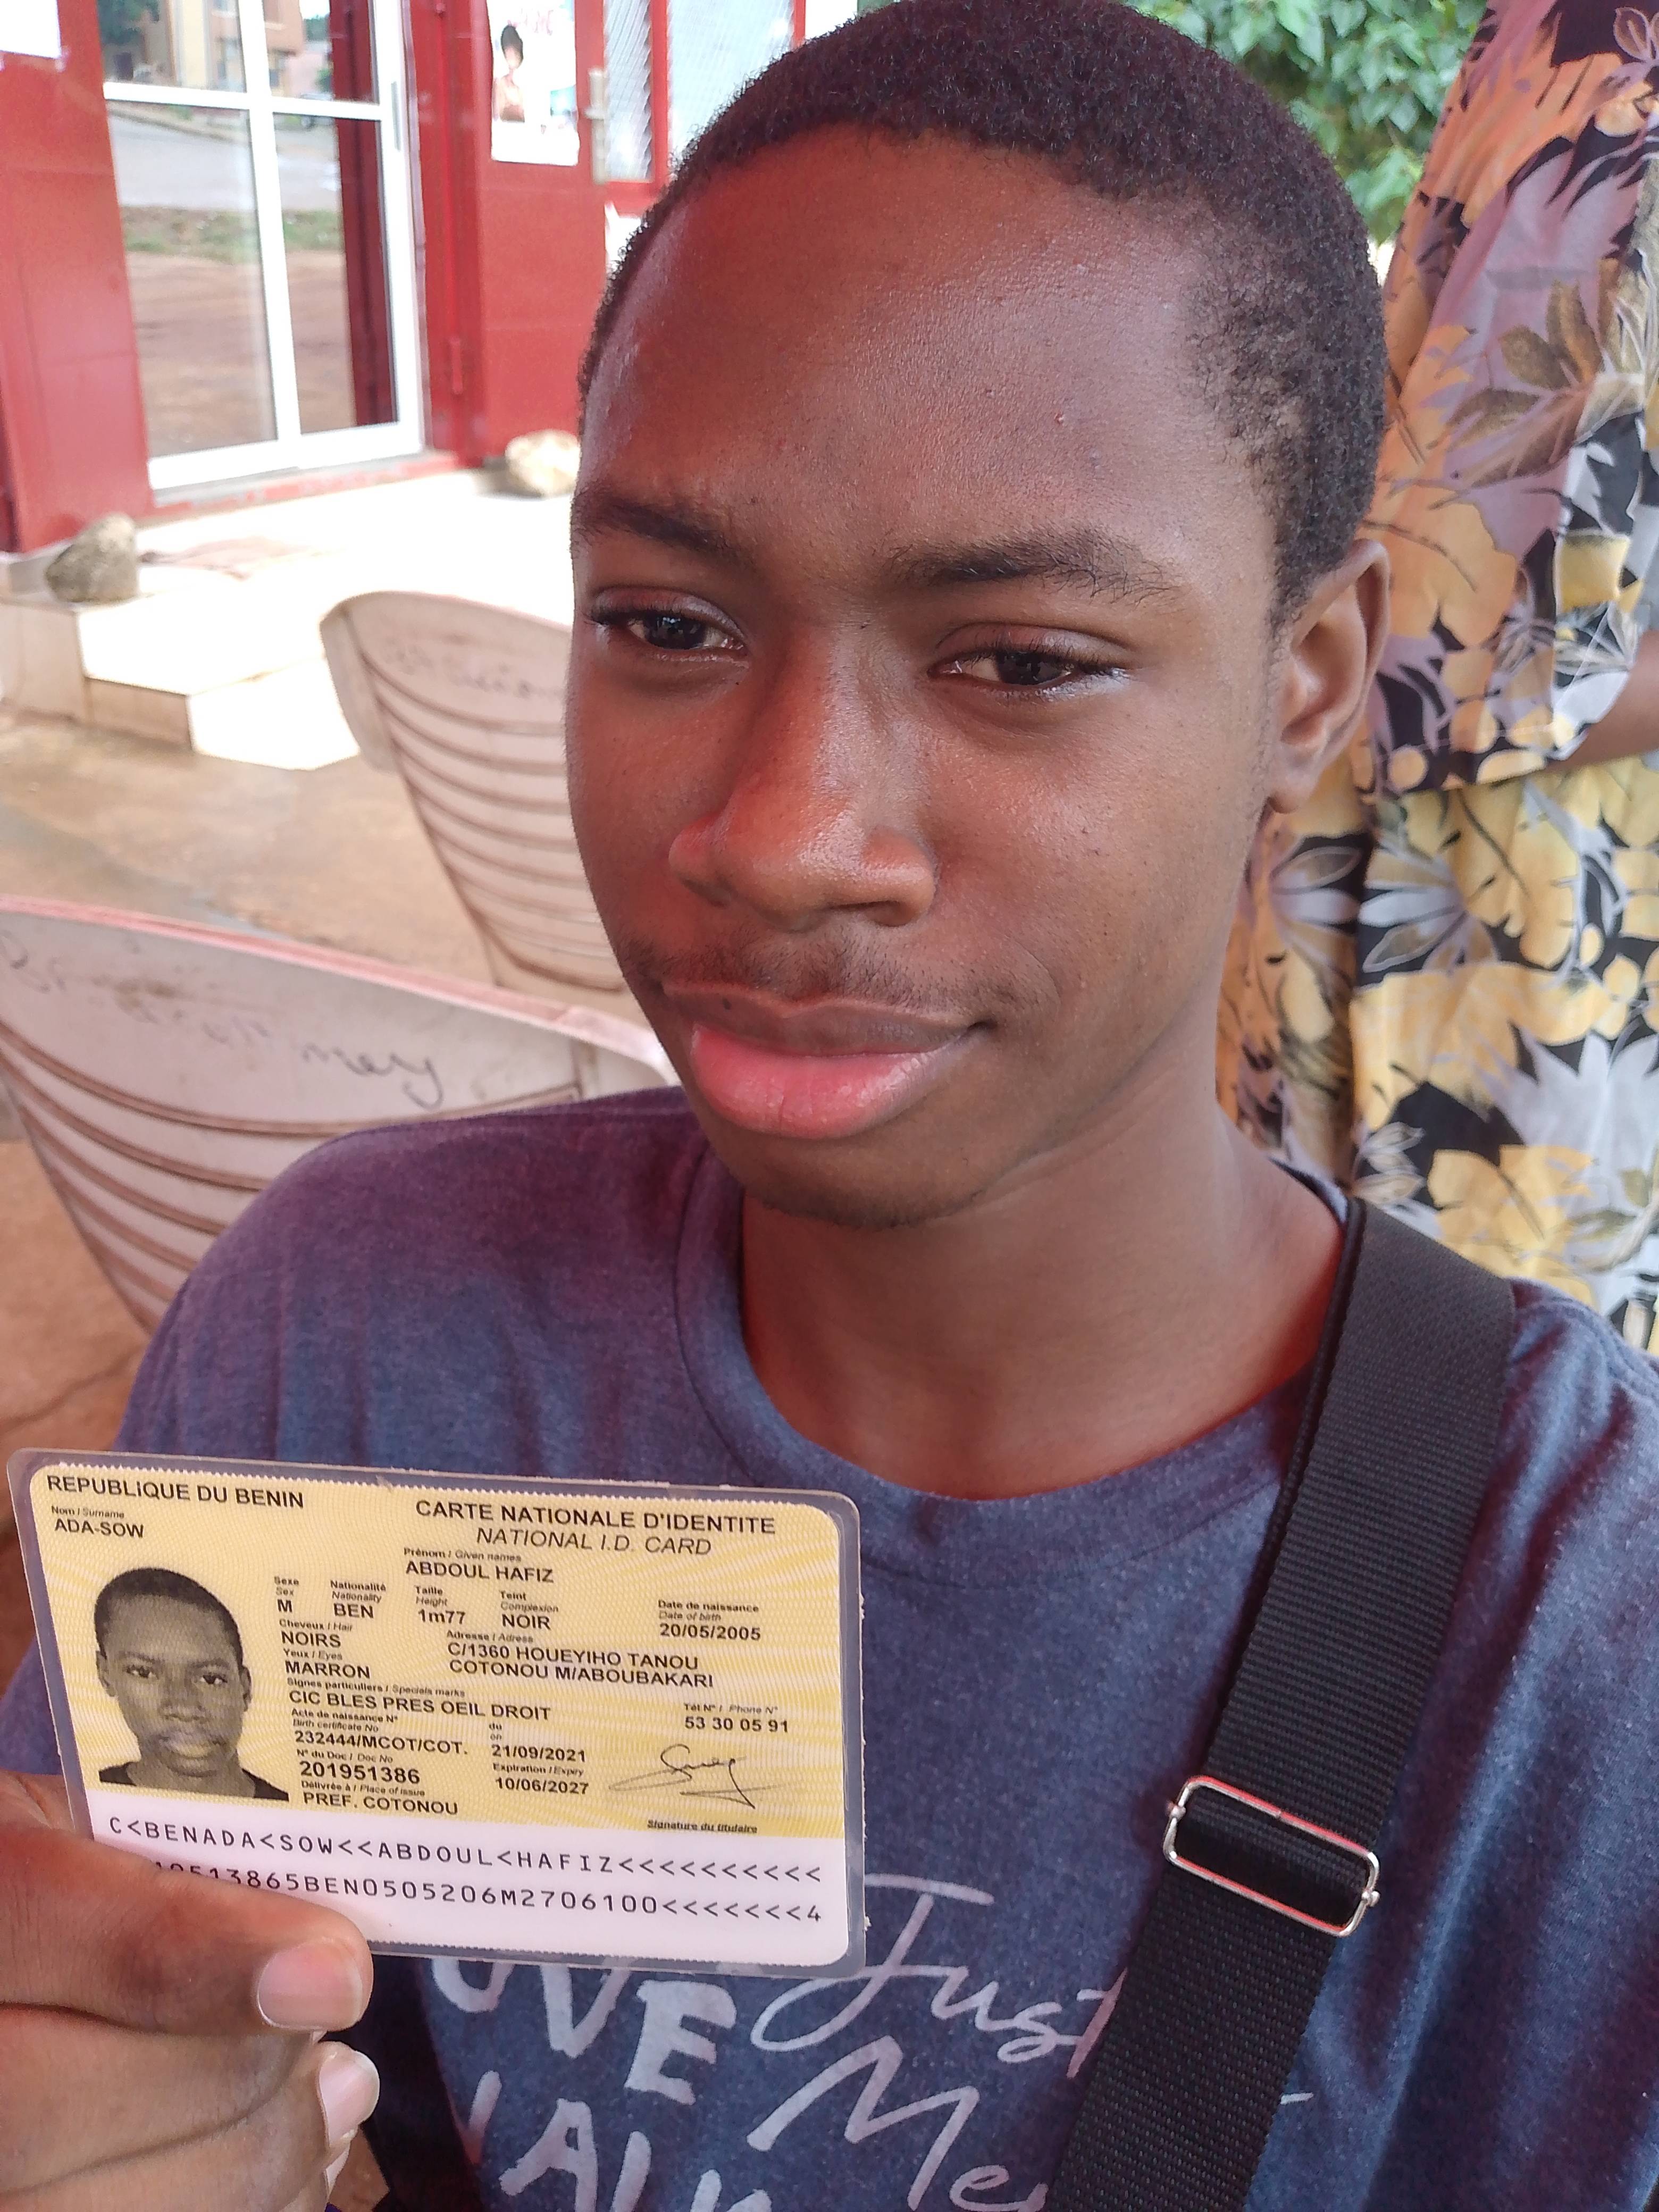 REPUBLIQUE DU BENIN
CARTE NATIONALE D'IDENTITE
NATIONAL I.D. CARD
Nom / Surname
ADA-SOW
Prénom / Given names
ABDOUL HAFIZ
Sexe
Sex
M
Nationalité
Nationality
BEN
Taille
Height
1m77
Teint
Complexion
NOIR
Date de naissance
Date of birth
20/05/2005
Cheveux / Hair
NOIRS
Adresse / Adress
C/1360 HOUEYIHO TANOU
COTONOU M/ABOUBAKARI
Yeux / Eyes
MARRON
Signes particuliers / Specials marks
CIC BLES PRES OEIL DROIT
Tél N° / Phone N°
53 30 05 91
Acte de naissance N°
Birth certificate No
232444/MCOT/COT.
du
on
21/09/2021
N° du Doc / Doc No
201951386
Expiration / Expiry
10/06/2027
Délivrée à / Place of issue
PREF. COTONOU
Signature du titulaire
C<BENADA<SOW<<ABDOUL<HAFIZ<<<<<<<<<<
19513865BEN0505206M2706100<<<<<<<4
Just
Me